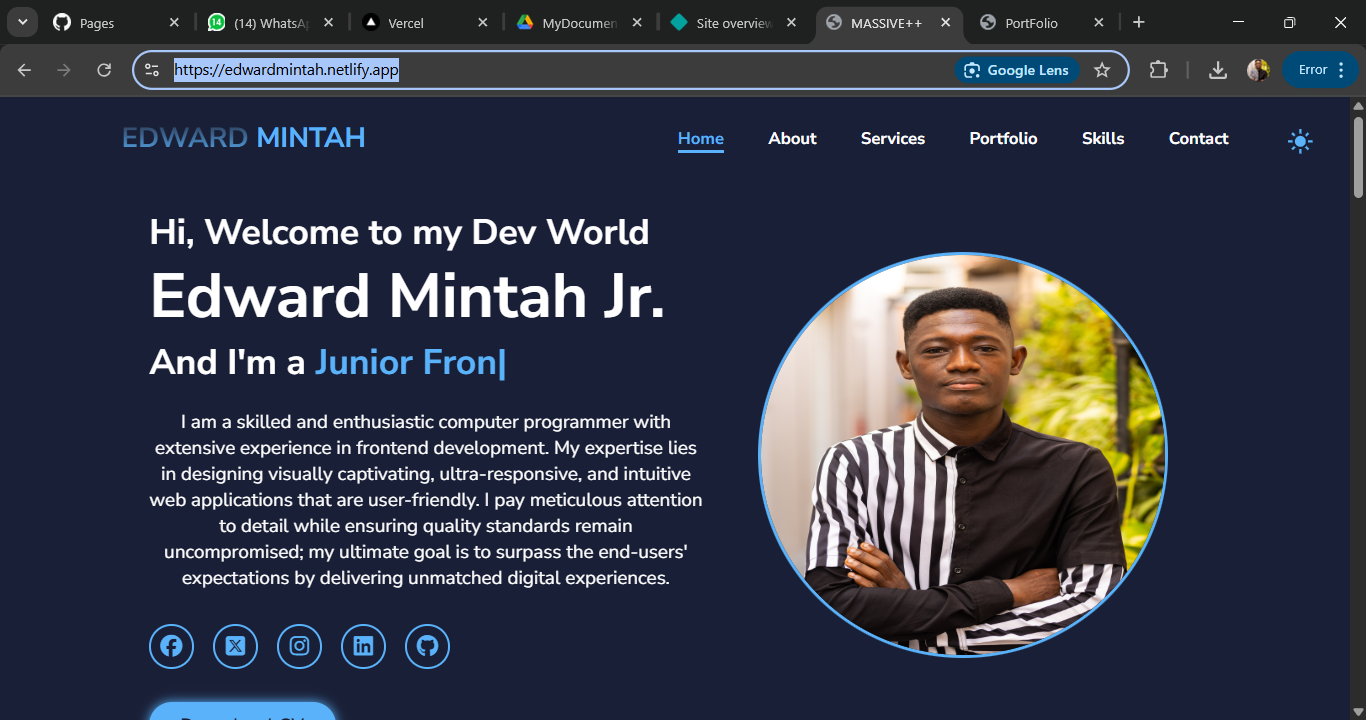 Pages
(14) WhatsA
Vercel
MyDocumen
Site overview
MASSIVE++
PortFolio
https://edwardmintah.netlify.app
Google Lens
Error
EDWARD MINTAH
Home
About
Services
Portfolio
Skills
Contact
Hi, Welcome to my Dev World
Edward Mintah Jr.
And I'm a Junior Fron|
I am a skilled and enthusiastic computer programmer with
extensive experience in frontend development. My expertise lies
in designing visually captivating, ultra-responsive, and intuitive
web applications that are user-friendly. I pay meticulous attention
to detail while ensuring quality standards remain
uncompromised; my ultimate goal is to surpass the end-users'
expectations by delivering unmatched digital experiences.